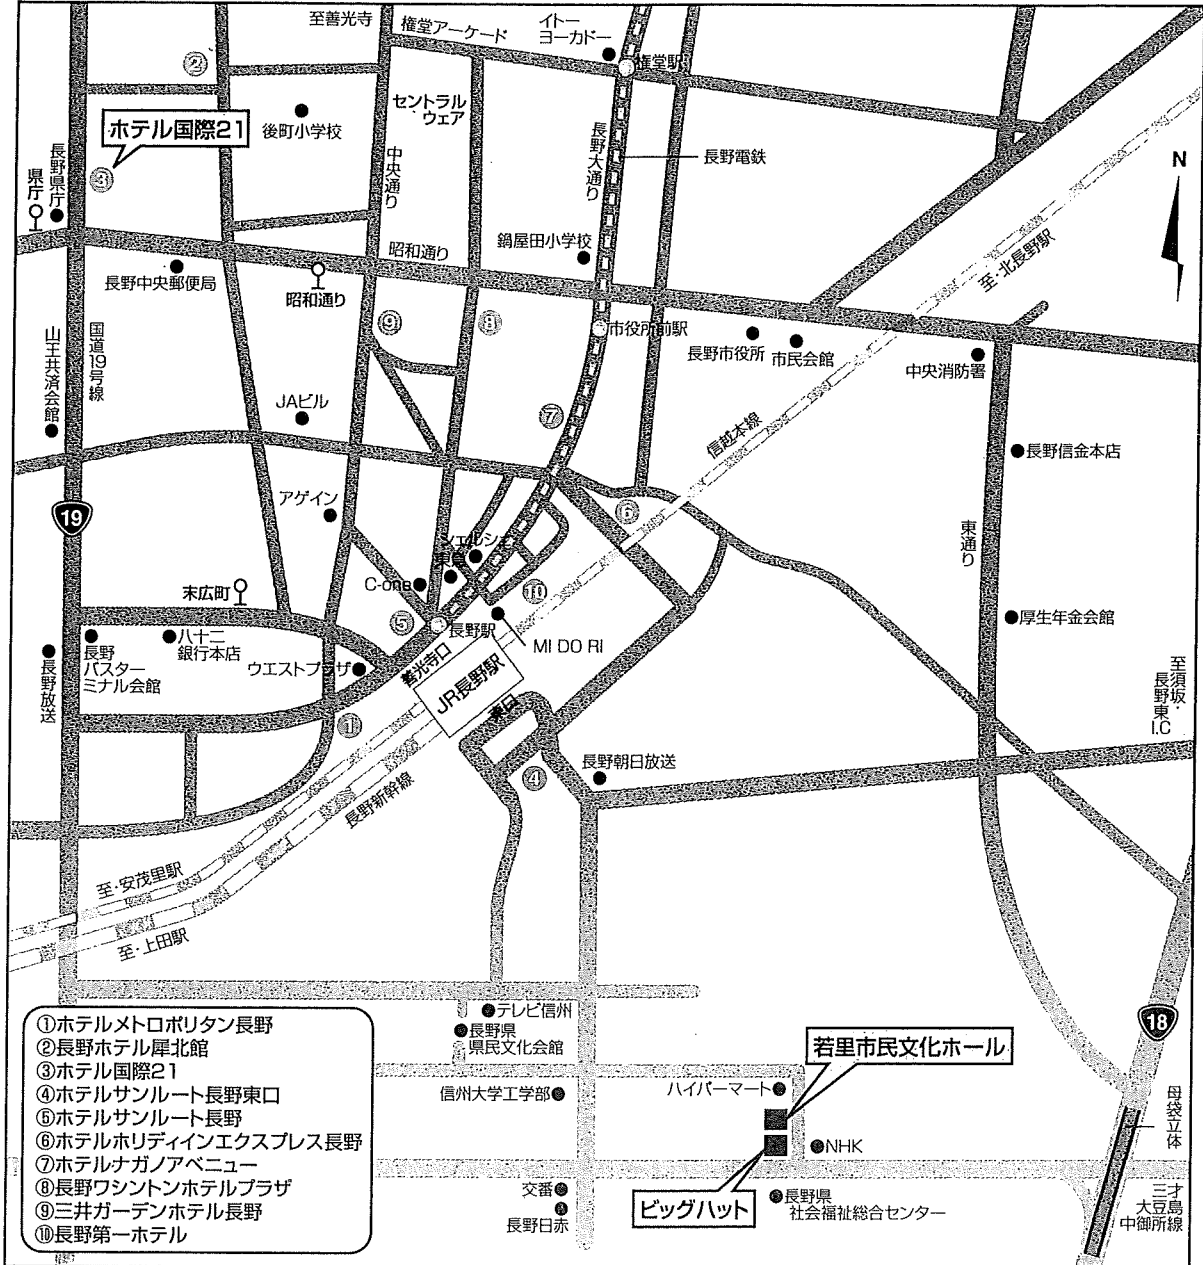 至善光寺
権堂アーケード
イトー
ヨーカドー
権堂駅
②
ホテル国際21
後町小学校
セントラル
ウェア
中央通り
長野大通り
長野電鉄
N
③
長野県庁
県庁
鍋屋田小学校
昭和通り
長野中央郵便局
昭和通り
至・北長野駅
⑨
⑧
市役所前駅
長野市役所
市民会館
中央消防署
山王共済会館
国道19号線
JAビル
⑦
信越本線
長野信金本店
19
アゲイン
⑥
東通り
シェルシェ
東急
C-one
末広町
⑩
⑤
長野駅
MI DO RI
厚生年金会館
長野
バスター
ミナル会館
八十二
銀行本店
ウエストプラザ
善光寺口
JR長野駅
東口
長野放送
至須坂・
長野東
I.C
①
④
長野朝日放送
長野新幹線
至・安茂里駅
至・上田駅
①ホテルメトロポリタン長野
②長野ホテル犀北館
③ホテル国際21
④ホテルサンルート長野東口
⑤ホテルサンルート長野
⑥ホテルホリディインエクスプレス長野
⑦ホテルナガノアベニュー
⑧長野ワシントンホテルプラザ
⑨三井ガーデンホテル長野
⑩長野第一ホテル
テレビ信州
長野県
県民文化会館
信州大学工学部
若里市民文化ホール
ハイパーマート
18
母袋立体
NHK
交番
長野日赤
ビッグハット
長野県
社会福祉総合センター
三才
大豆島
中御所線